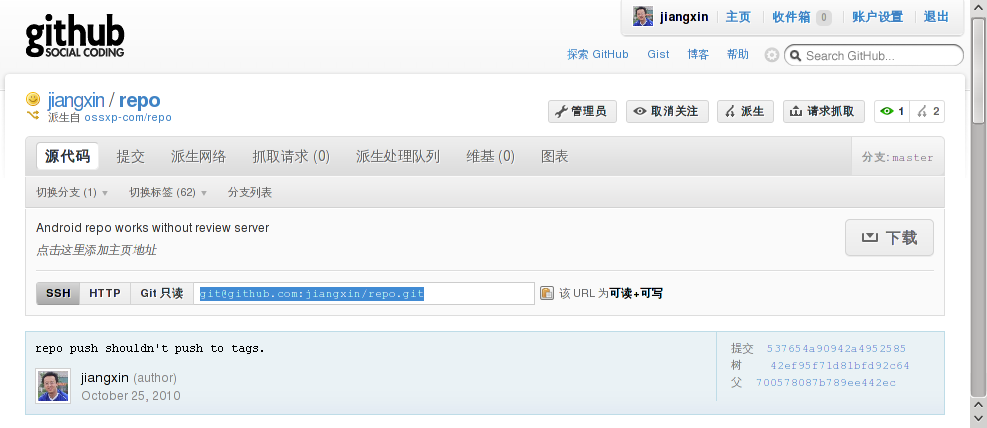 github
SOCIAL CODING
jiangxin 主页 收件箱 0 账户设置 退出
探索 GitHub Gist 博客 帮助 Search GitHub...
jiangxin / repo
派生自 ossxp-com/repo
管理员 取消关注 派生 请求抓取 1 2
源代码 提交 派生网络 抓取请求 (0) 派生处理队列 维基 (0) 图表 分支: master
切换分支 (1) 切换标签 (62) 分支列表
Android repo works without review server
点击这里添加主页地址
下载
SSH HTTP Git 只读 git@github.com:jiangxin/repo.git 该 URL 为可读+可写
repo push shouldn't push to tags.
jiangxin (author)
October 25, 2010
提交 537654a90942a4952585
树 42ef95f71d81bfd92c64
父 700578087b789ee442ec